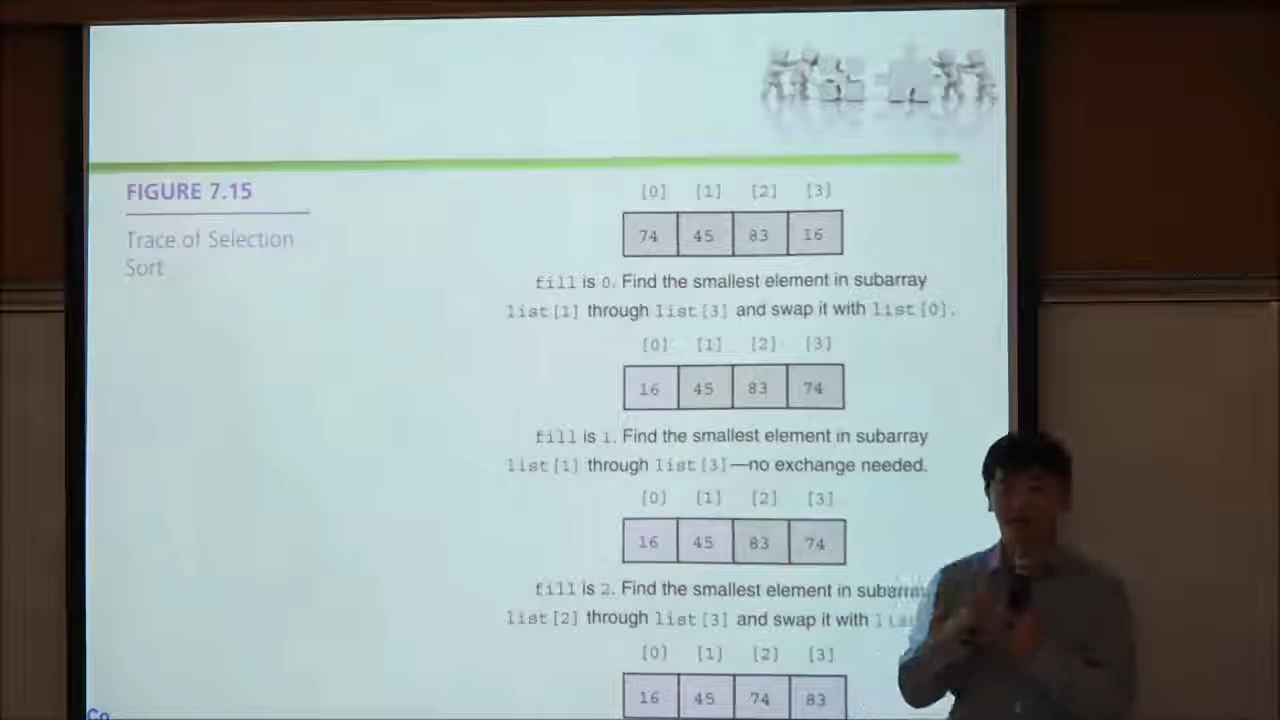 FIGURE 7.15
Trace of Selection
Sort
[0] [1] [2] [3]
74 45 83 16
fill is 0. Find the smallest element in subarray
list[1] through list[3] and swap it with list[0].
[0] [1] [2] [3]
16 45 83 74
fill is 1. Find the smallest element in subarray
list[1] through list[3]—no exchange needed.
[0] [1] [2] [3]
16 45 83 74
fill is 2. Find the smallest element in subarray
list[2] through list[3] and swap it with
[0] [1] [2] [3]
16 45 74 83